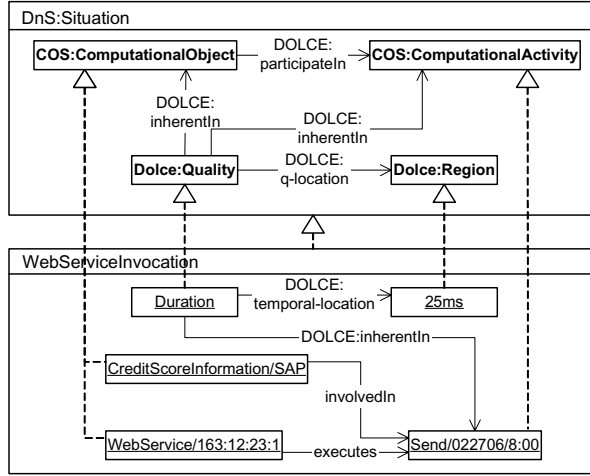 DnS:Situation
COS:ComputationalObject
DOLCE:
participateIn
COS:ComputationalActivity
DOLCE:
inherentIn
DOLCE:
inherentIn
Dolce:Quality
DOLCE:
q-location
Dolce:Region
WebServiceInvocation
Duration
DOLCE:
temporal-location
25ms
DOLCE:inherentIn
CreditScoreInformation/SAP
involvedIn
WebService/163:12:23:1
executes
Send/022706/8:00